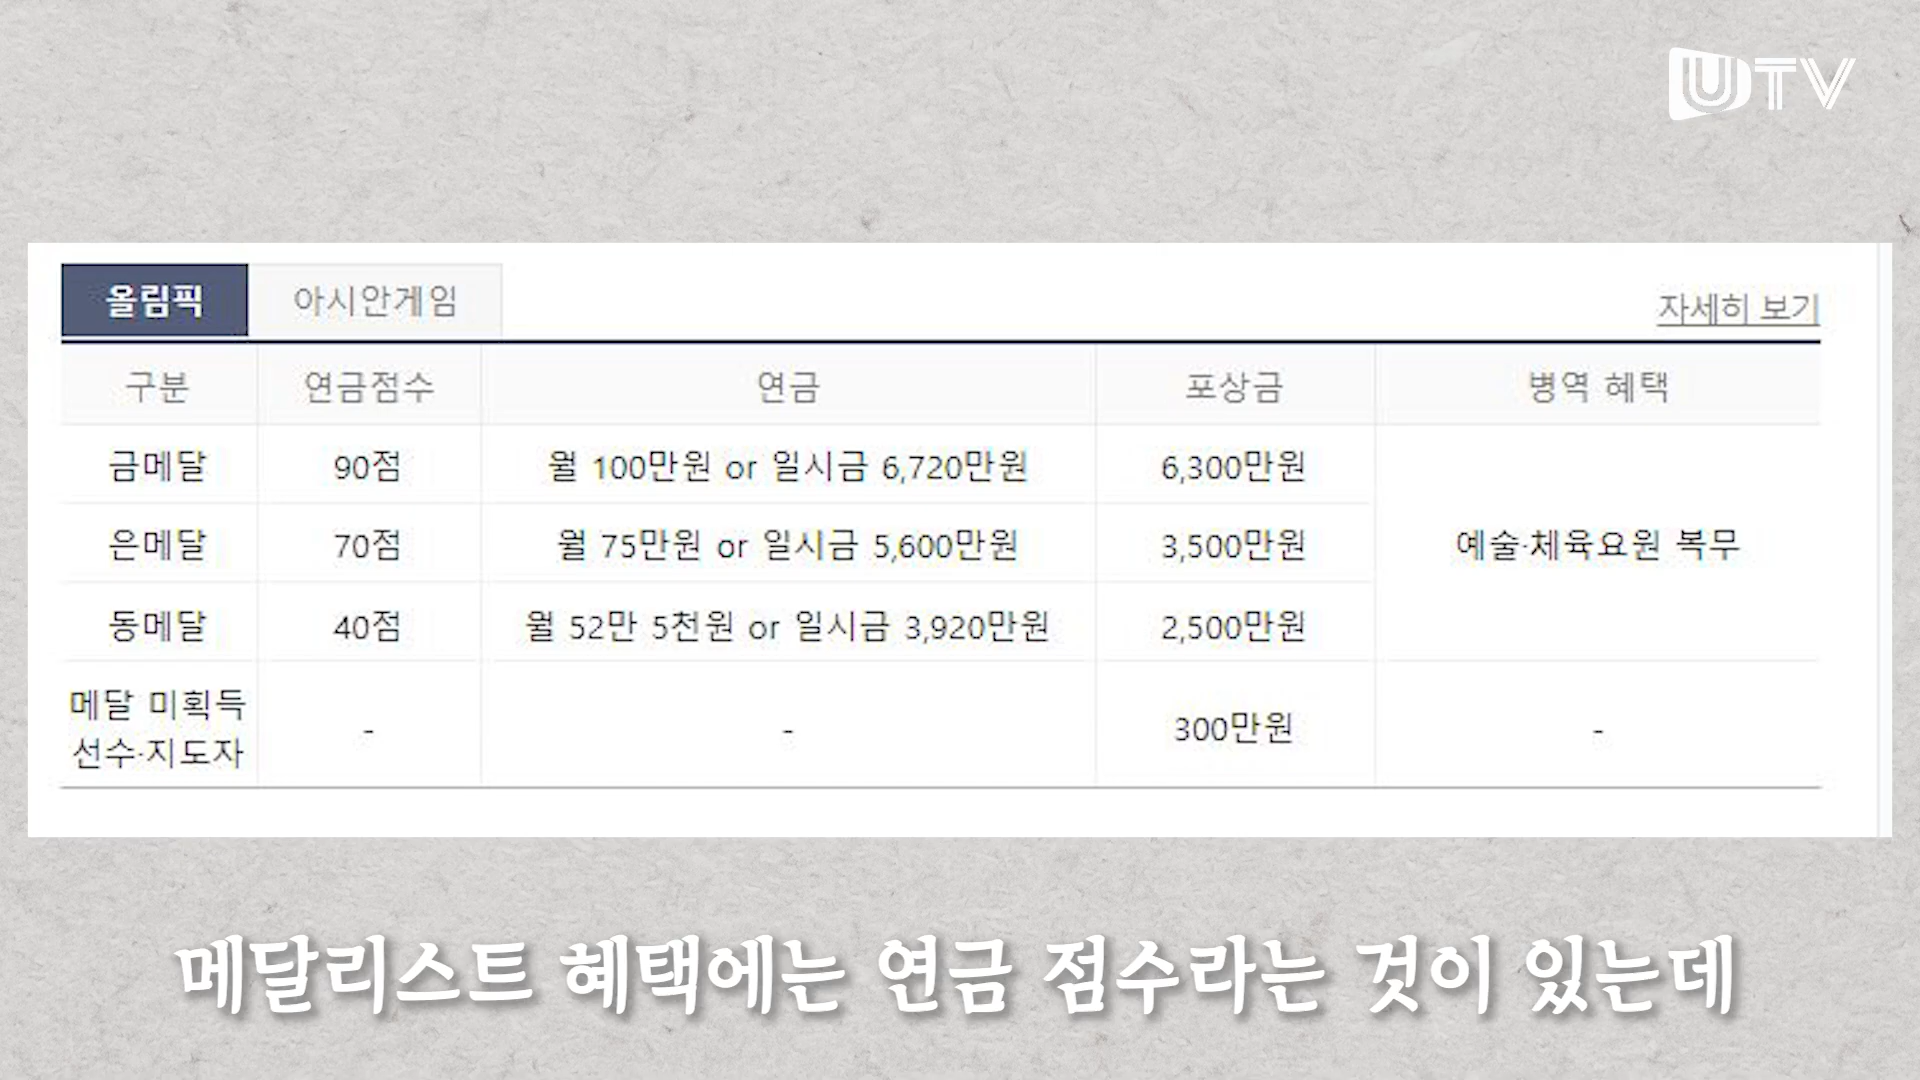 UTV
올림픽 아시안게임 자세히 보기
구분 연금점수 연금 포상금 병역 혜택
금메달 90점 월 100만원 or 일시금 6,720만원 6,300만원
은메달 70점 월 75만원 or 일시금 5,600만원 3,500만원 예술·체육요원 복무
동메달 40점 월 52만 5천원 or 일시금 3,920만원 2,500만원
메달 미획득
선수·지도자 - - 300만원 -
메달리스트 혜택에는 연금 점수라는 것이 있는데